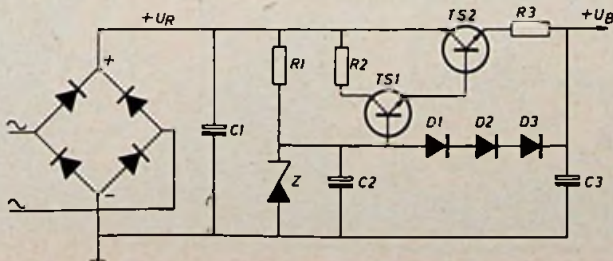 +UR
TS2
R3
+UB
+
R1
R2
TS1
C1
D1
D2
D3
Z
C2
C3
-
~
~